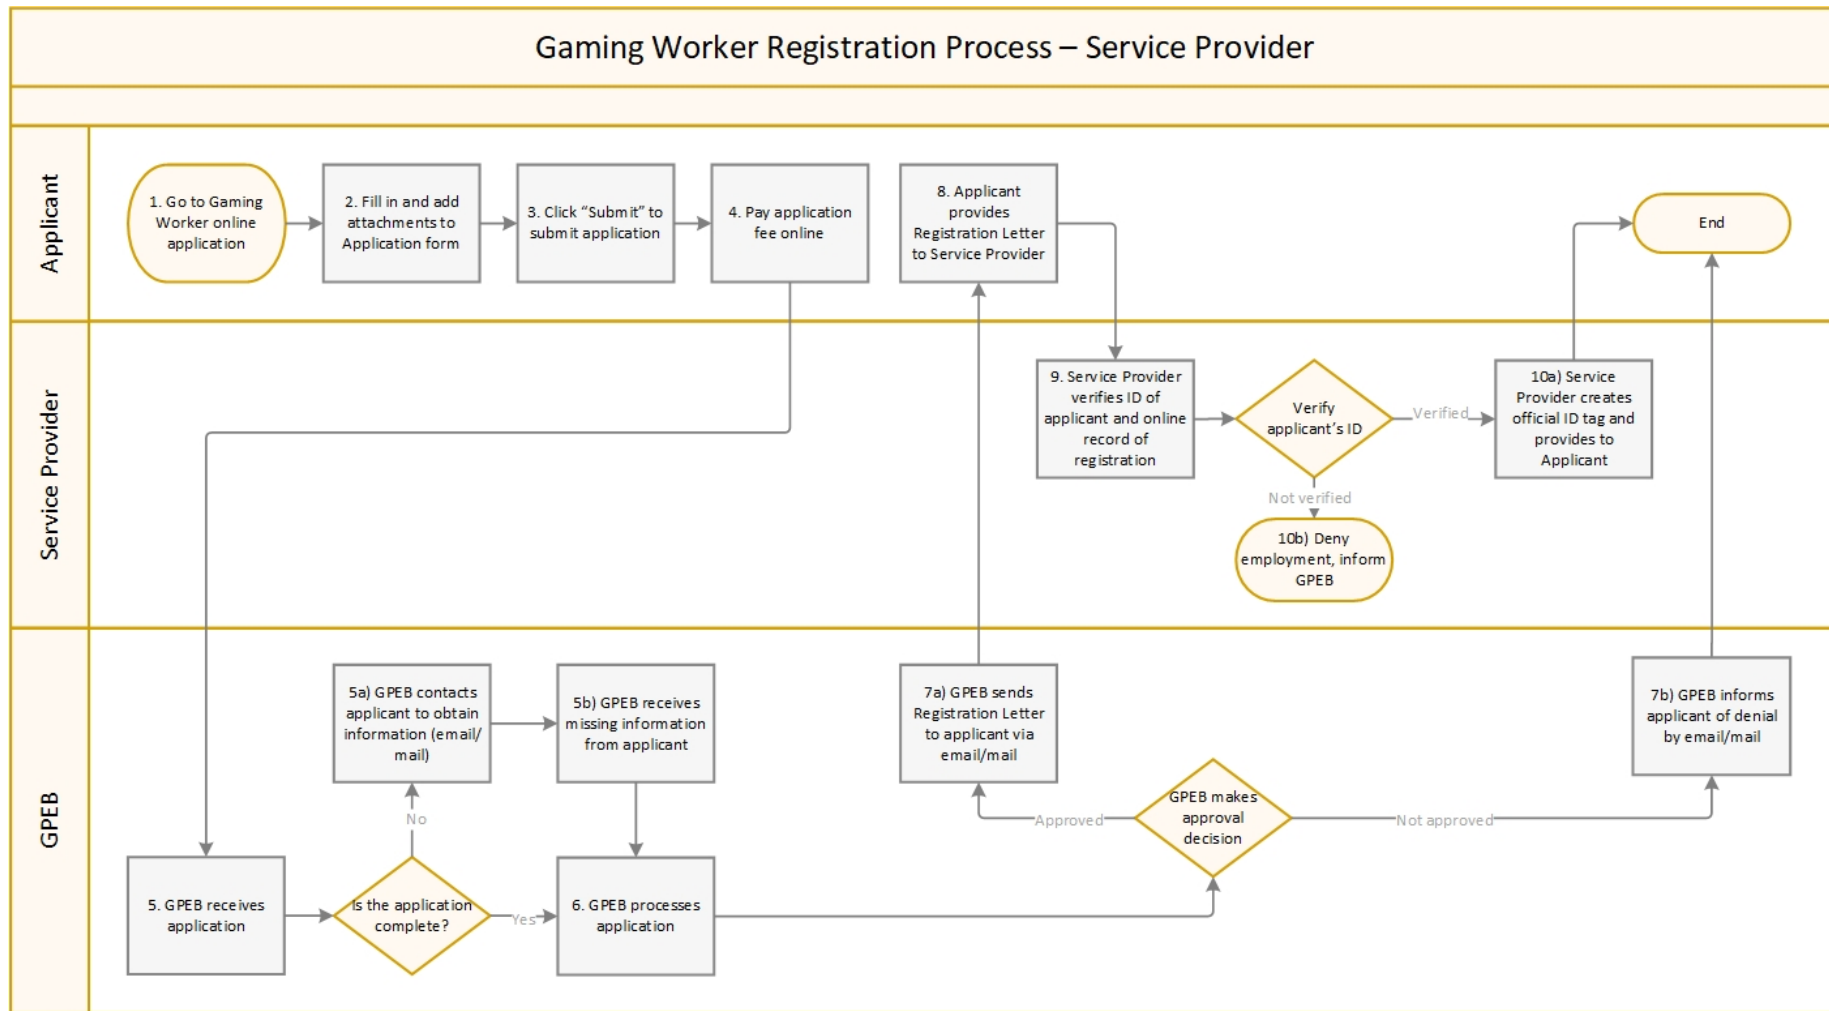 Gaming Worker Registration Process – Service Provider
Applicant
1. Go to Gaming
Worker online
application
2. Fill in and add
attachments to
Application form
3. Click “Submit” to
submit application
4. Pay application
fee online
8. Applicant
provides
Registration Letter
to Service Provider
End
Service Provider
9. Service Provider
verifies ID of
applicant and online
record of
registration
Verify
applicant’s ID
Verified
Not verified
10a) Service
Provider creates
official ID tag and
provides to
Applicant
10b) Deny
employment, inform
GPEB
GPEB
5. GPEB receives
application
Is the application
complete?
No
Yes
5a) GPEB contacts
applicant to obtain
information (email/
mail)
5b) GPEB receives
missing information
from applicant
6. GPEB processes
application
GPEB makes
approval
decision
Approved
Not approved
7a) GPEB sends
Registration Letter
to applicant via
email/mail
7b) GPEB informs
applicant of denial
by email/mail